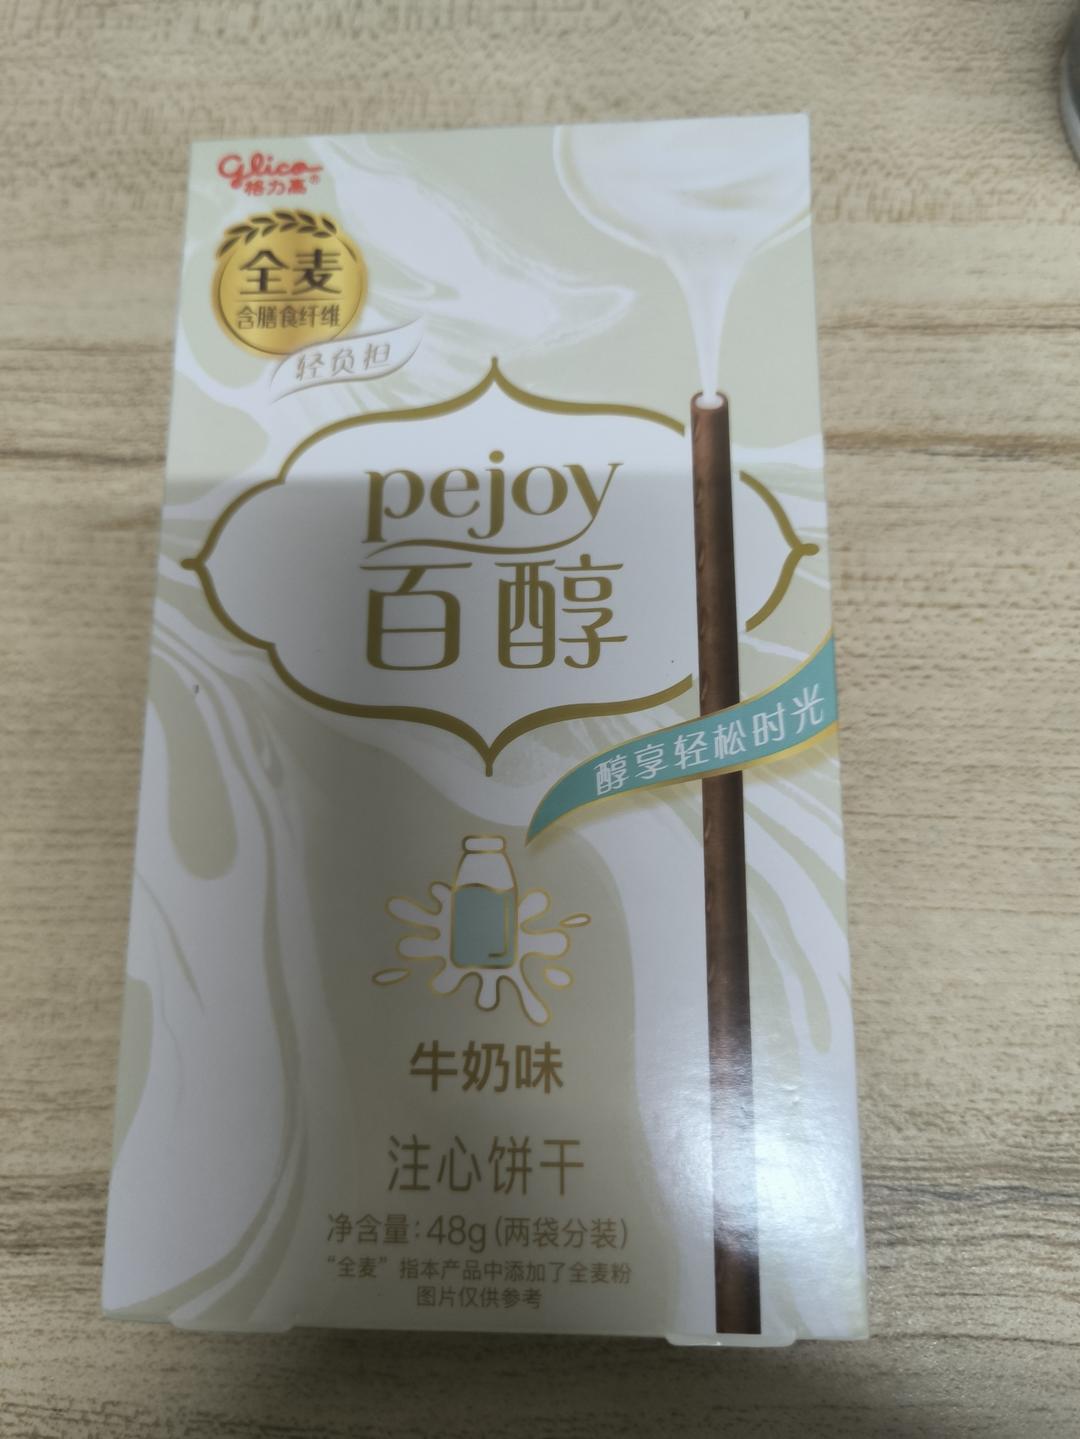 Glico
格力高®
全麦
含膳食纤维
轻负担
pejoy
百醇
醇享轻松时光
牛奶味
注心饼干
净含量:48g(两袋分装)
“全麦”指本产品中添加了全麦粉
图片仅供参考